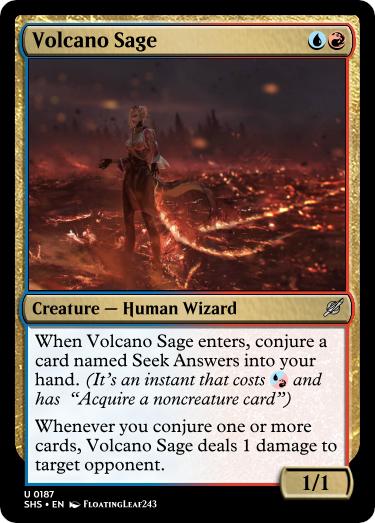 Volcano Sage
Creature — Human Wizard
When Volcano Sage enters, conjure a
card named Seek Answers into your
hand. (It's an instant that costs and
has “Acquire a noncreature card”)
Whenever you conjure one or more
cards, Volcano Sage deals 1 damage to
target opponent.
1/1
U 0187
SHS • EN FloatingLeaf243